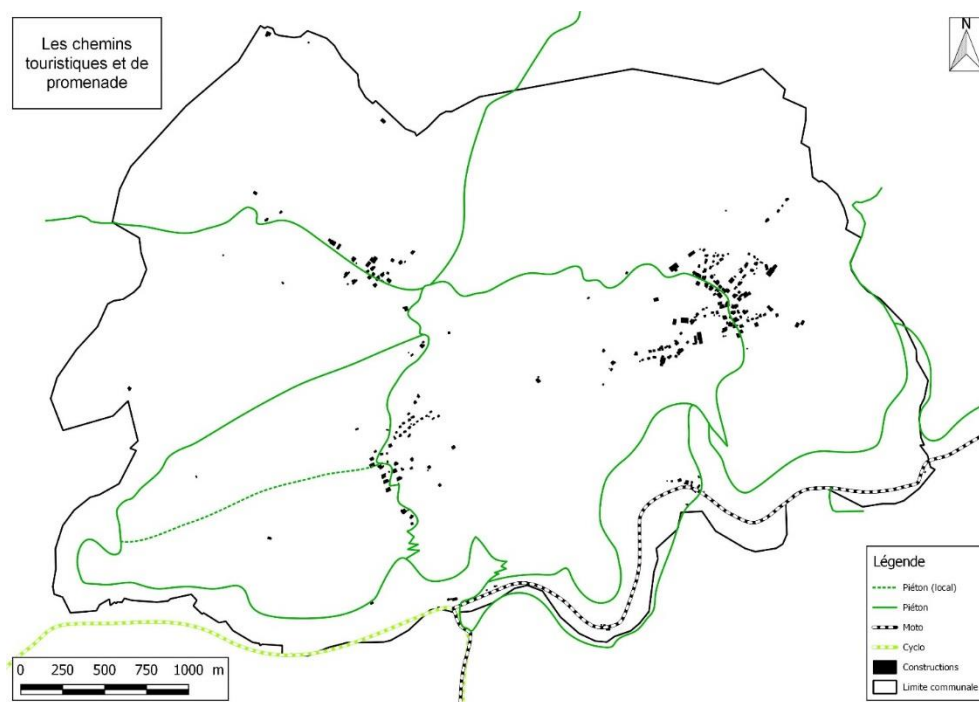 Les chemins
touristiques et de
promenade
N
Légende
Piéton (local)
Piéton
Moto
Cyclo
Constructions
Limite communale
0 250 500 750 1000 m